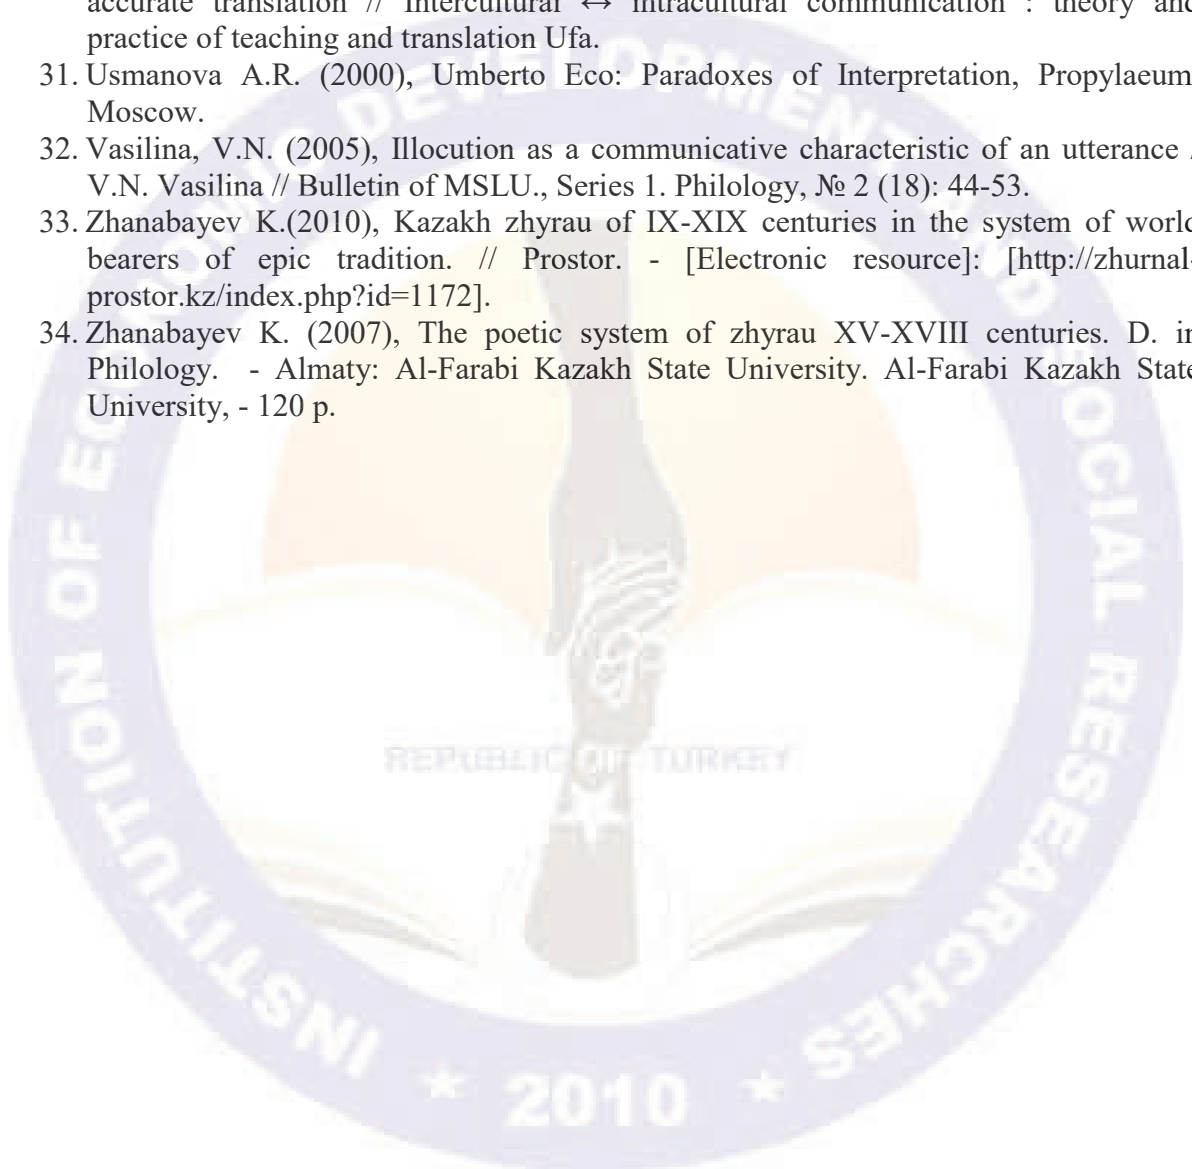 accurate translation // Intercultural ↔ intracultural communication : theory and
practice of teaching and translation Ufa.
31. Usmanova A.R. (2000), Umberto Eco: Paradoxes of Interpretation, Propylaeum
Moscow.
32. Vasilina, V.N. (2005), Illocution as a communicative characteristic of an utterance /
V.N. Vasilina // Bulletin of MSLU., Series 1. Philology, № 2 (18): 44-53.
33. Zhanabayev K.(2010), Kazakh zhyrau of IX-XIX centuries in the system of world
bearers of epic tradition. // Prostor. - [Electronic resource]: [http://zhurnal-
prostor.kz/index.php?id=1172].
34. Zhanabayev K. (2007), The poetic system of zhyrau XV-XVIII centuries. D. in
Philology. - Almaty: Al-Farabi Kazakh State University. Al-Farabi Kazakh State
University, - 120 p.
INSTITUTION OF ECONOMIC DEVELOPMENT AND SOCIAL RESEARCHES
REPUBLIC OF TURKEY
★ 2010 ★